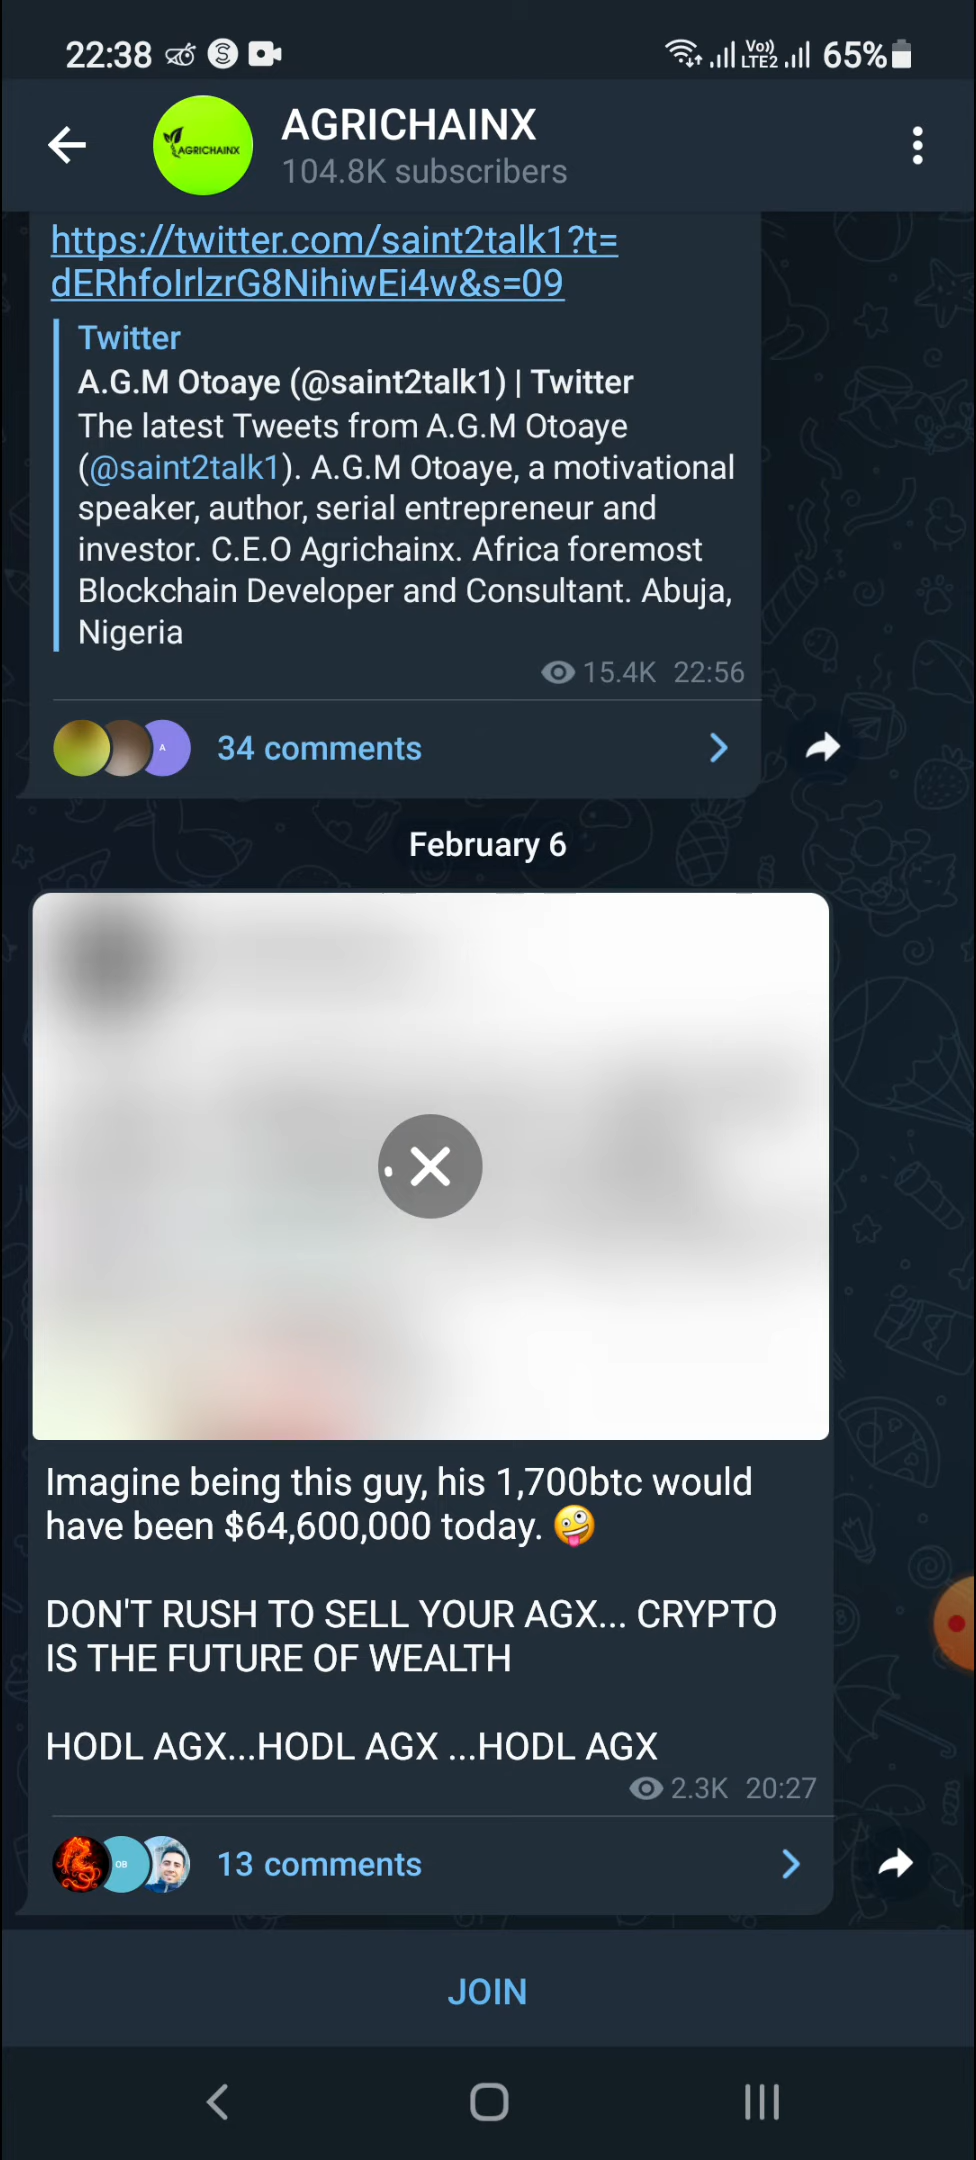 22:38
Vo))
LTE2
65%
AGRICHAINX
AGRICHAINX
104.8K subscribers
https://twitter.com/saint2talk1?t=
dERhfoIrlzrG8NihiwEi4w&s=09
Twitter
A.G.M Otoaye (@saint2talk1) | Twitter
The latest Tweets from A.G.M Otoaye
(@saint2talk1). A.G.M Otoaye, a motivational
speaker, author, serial entrepreneur and
investor. C.E.O Agrichainx. Africa foremost
Blockchain Developer and Consultant. Abuja,
Nigeria
15.4K 22:56
A
34 comments
February 6
Imagine being this guy, his 1,700btc would
have been $64,600,000 today. 🤪
DON'T RUSH TO SELL YOUR AGX... CRYPTO
IS THE FUTURE OF WEALTH
HODL AGX...HODL AGX ...HODL AGX
2.3K 20:27
OB
13 comments
JOIN